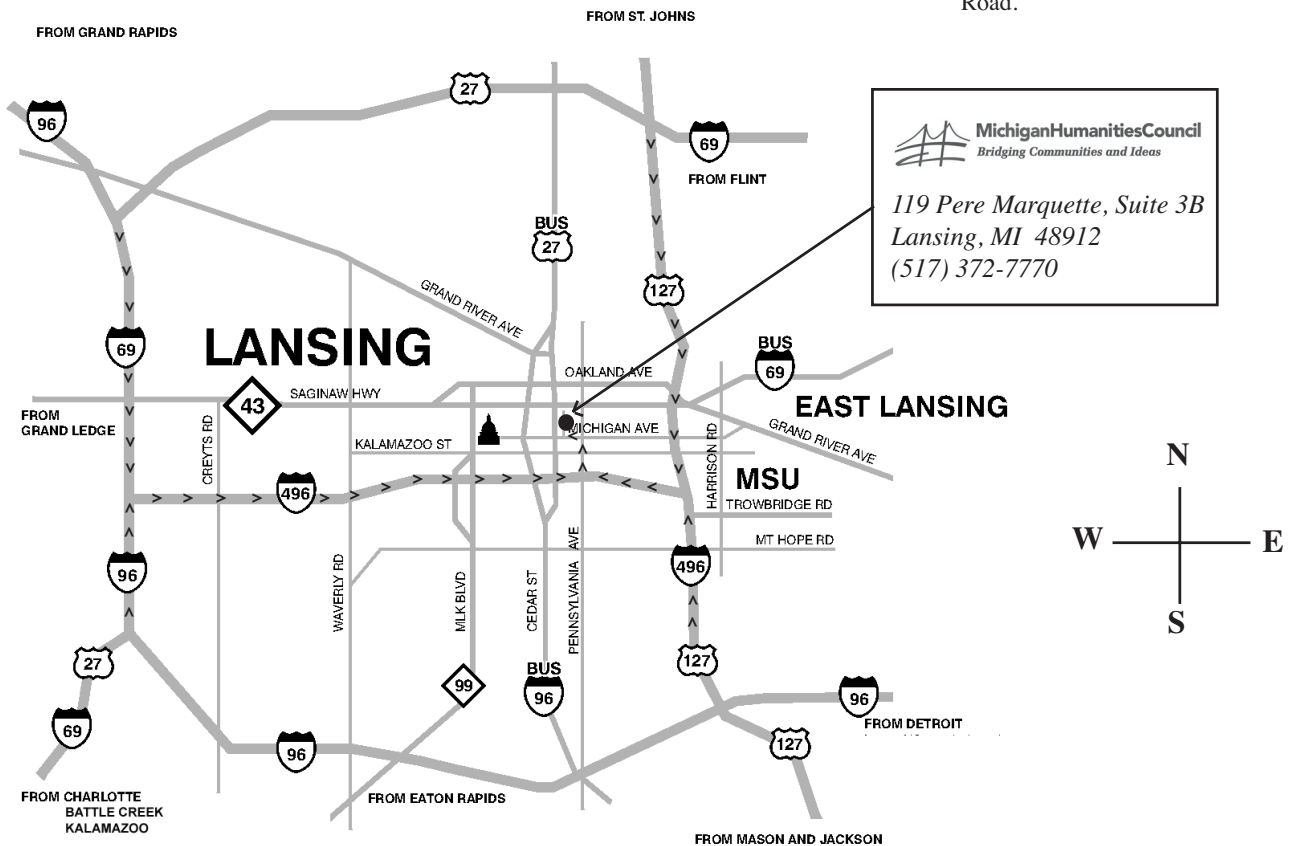 Road.
FROM ST. JOHNS
FROM GRAND RAPIDS
27
96
69
FROM FLINT
MichiganHumanitiesCouncil
Bridging Communities and Ideas
119 Pere Marquette, Suite 3B
Lansing, MI 48912
(517) 372-7770
BUS
27
127
GRAND RIVER AVE
LANSING
69
BUS
69
OAKLAND AVE
SAGINAW HWY
43
FROM
GRAND LEDGE
EAST LANSING
CREYTS RD
KALAMAZOO ST
MICHIGAN AVE
GRAND RIVER AVE
HARRISON RD
MSU
496
TROWBRIDGE RD
MT HOPE RD
N
W
E
S
96
WAVERLY RD
MLK BLVD
CEDAR ST
PENNSYLVANIA AVE
496
27
127
99
BUS
96
96
69
FROM DETROIT
96
127
FROM CHARLOTTE
BATTLE CREEK
KALAMAZOO
FROM EATON RAPIDS
FROM MASON AND JACKSON